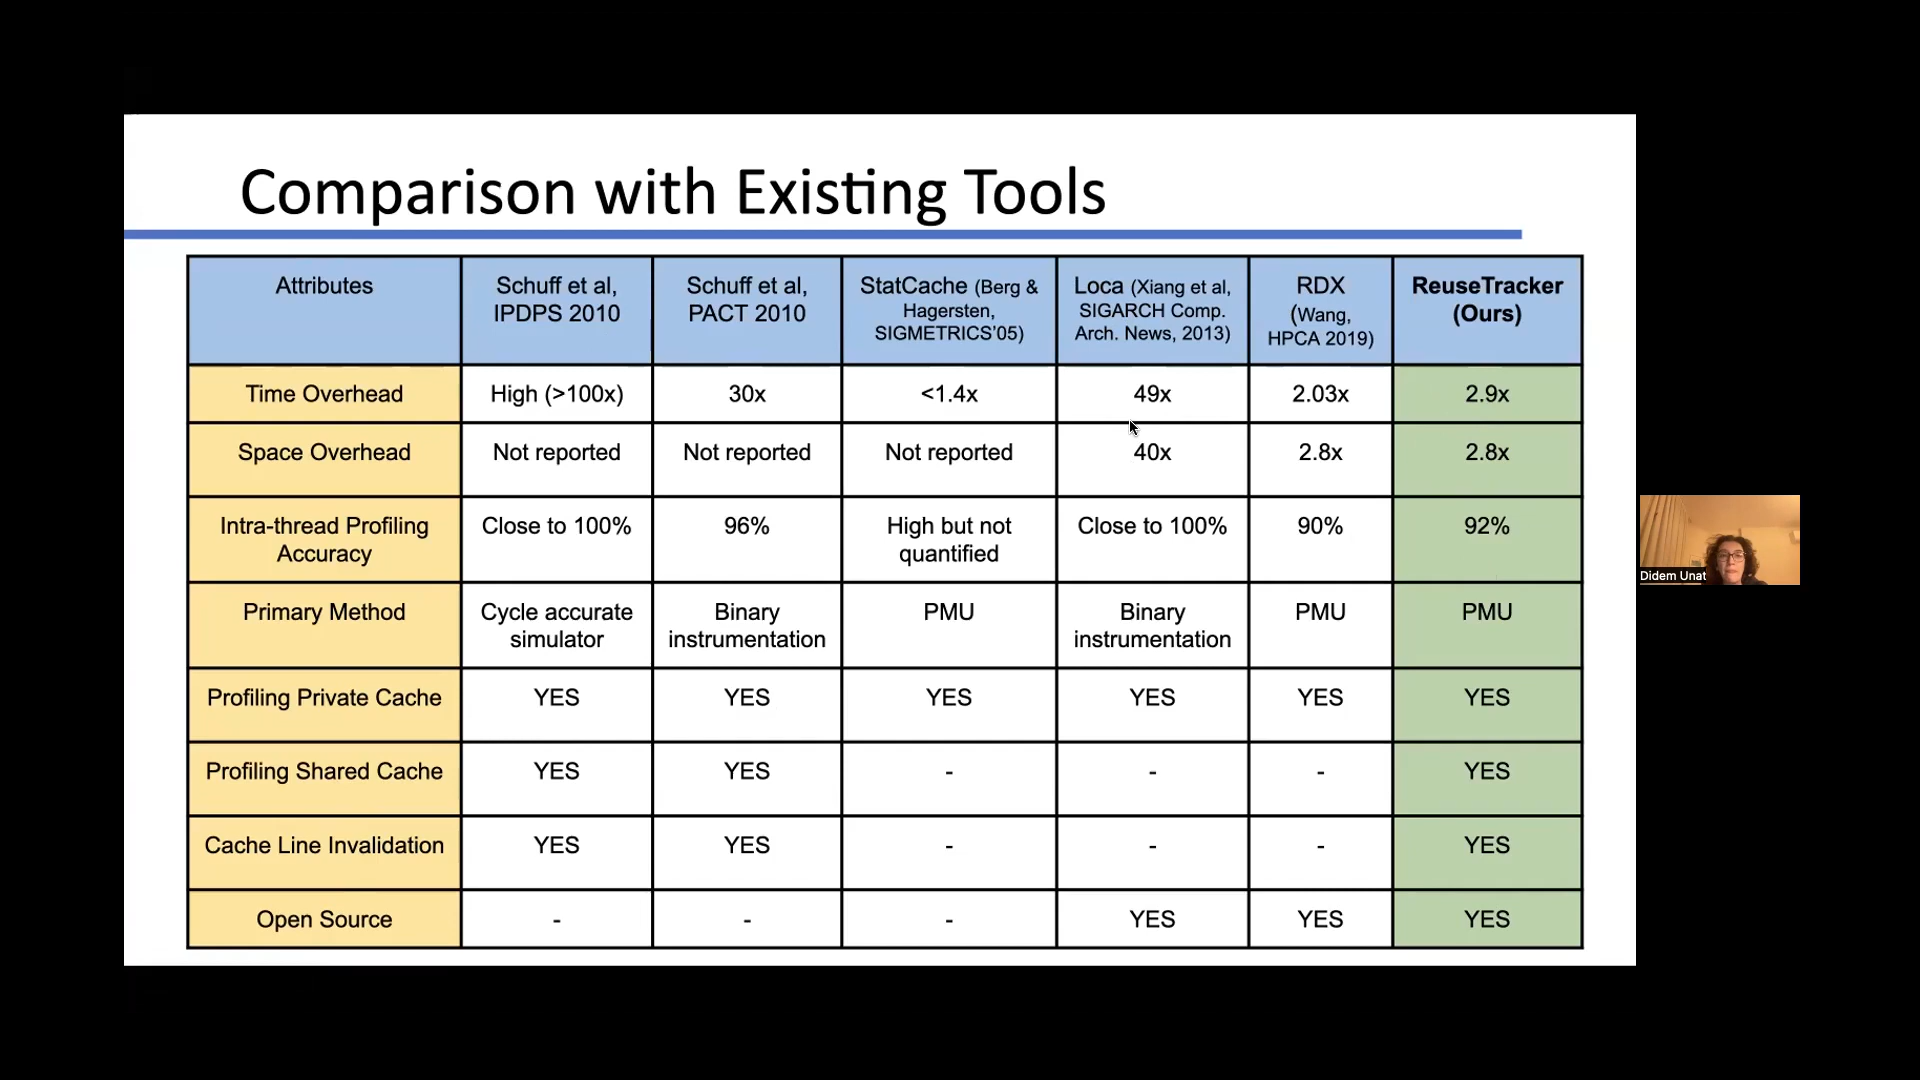 Comparison with Existing Tools
Attributes
Schuff et al,
IPDPS 2010
Schuff et al,
PACT 2010
StatCache (Berg &
Hagersten,
SIGMETRICS'05)
Loca (Xiang et al,
SIGARCH Comp.
Arch. News, 2013)
RDX
(Wang,
HPCA 2019)
ReuseTracker
(Ours)
Time Overhead
High (>100x)
30x
<1.4x
49x
2.03x
2.9x
Space Overhead
Not reported
Not reported
Not reported
40x
2.8x
2.8x
Intra-thread Profiling
Accuracy
Close to 100%
96%
High but not
quantified
Close to 100%
90%
92%
Primary Method
Cycle accurate
simulator
Binary
instrumentation
PMU
Binary
instrumentation
PMU
PMU
Profiling Private Cache
YES
YES
YES
YES
YES
YES
Profiling Shared Cache
YES
YES
-
-
-
YES
Cache Line Invalidation
YES
YES
-
-
-
YES
Open Source
-
-
-
YES
YES
YES
Didem Unat